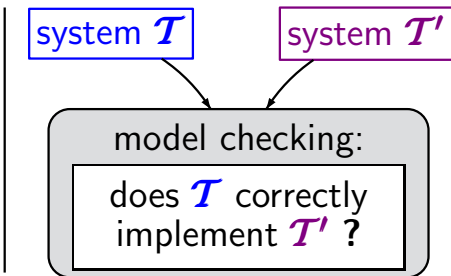 system 𝒯
system 𝒯'
model checking:
does 𝒯 correctly
implement 𝒯' ?